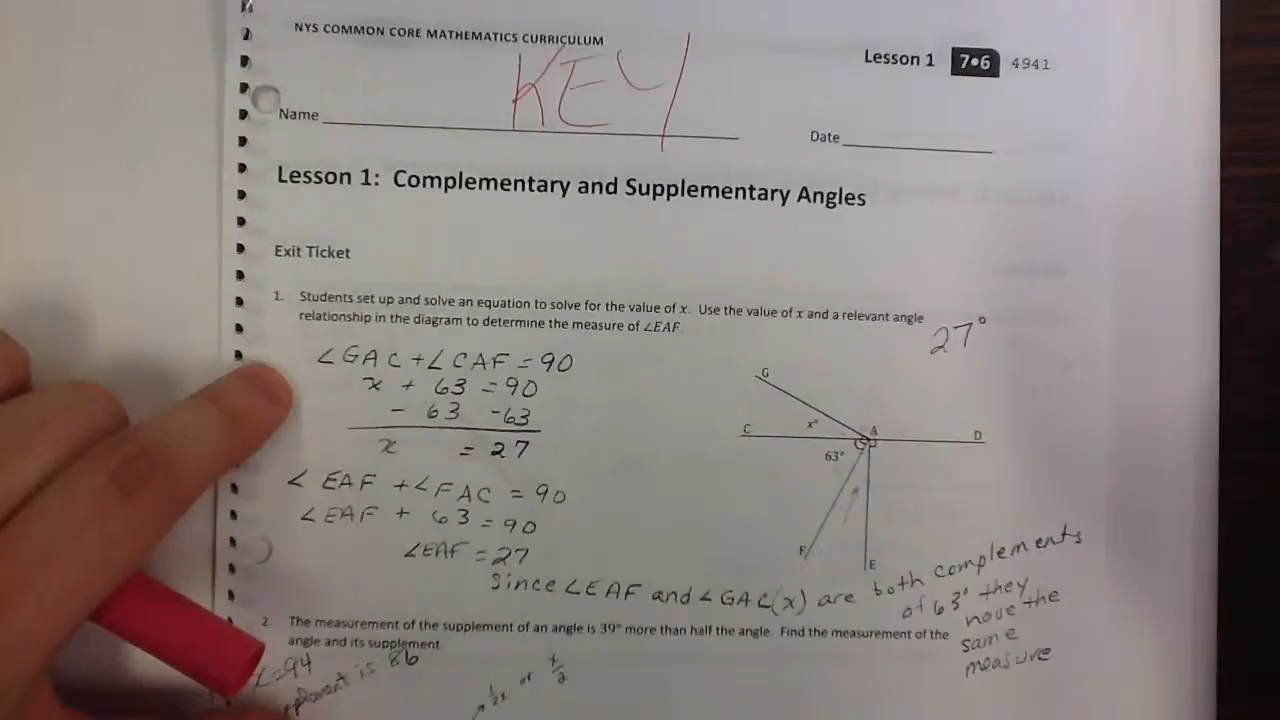 NYS COMMON CORE MATHEMATICS CURRICULUM
Lesson 1 7•6 4941
KEY
Name
Date
Lesson 1: Complementary and Supplementary Angles
Exit Ticket
1. Students set up and solve an equation to solve for the value of x. Use the value of x and a relevant angle
relationship in the diagram to determine the measure of ∠EAF.
27°
∠GAC + ∠CAF = 90
x + 63 = 90
- 63 -63
x = 27
∠EAF + ∠FAC = 90
∠EAF + 63 = 90
∠EAF = 27
G
C
x°
A
D
63°
F
E
Since ∠EAF and ∠GAC(x) are both complements
of 63° they
have the
same
measure
2. The measurement of the supplement of an angle is 39° more than half the angle. Find the measurement of the
angle and its supplement.
=94
is 86
1/2x or